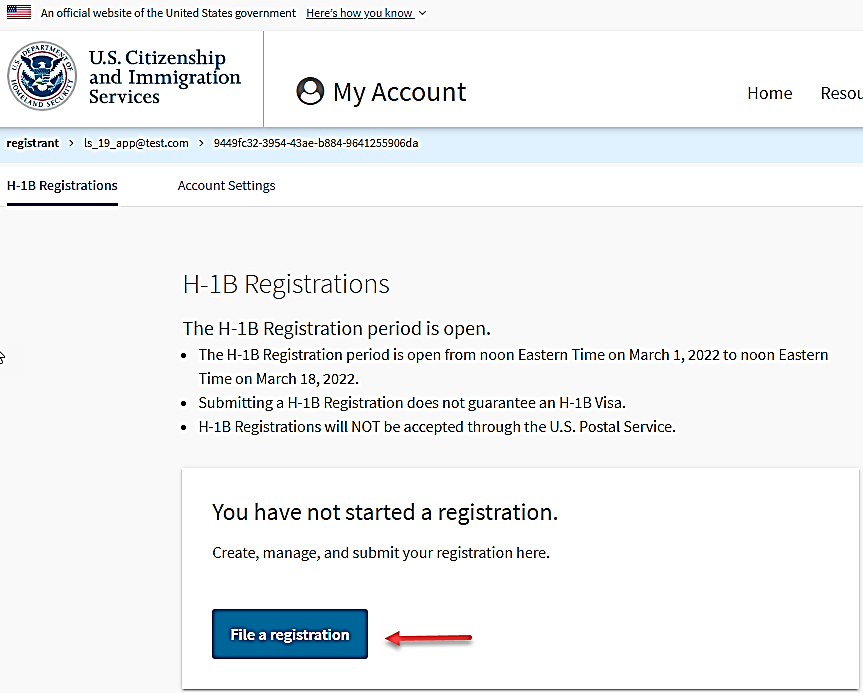 An official website of the United States government Here's how you know
U.S. Citizenship
and Immigration
Services
My Account
Home
registrant > ls_19_app@test.com > 9449fc32-3954-43ae-b884-9641255906da
H-1B Registrations Account Settings
H-1B Registrations
The H-1B Registration period is open.
• The H-1B Registration period is open from noon Eastern Time on March 1, 2022 to noon Eastern
Time on March 18, 2022.
• Submitting a H-1B Registration does not guarantee an H-1B Visa.
• H-1B Registrations will NOT be accepted through the U.S. Postal Service.
You have not started a registration.
Create, manage, and submit your registration here.
File a registration